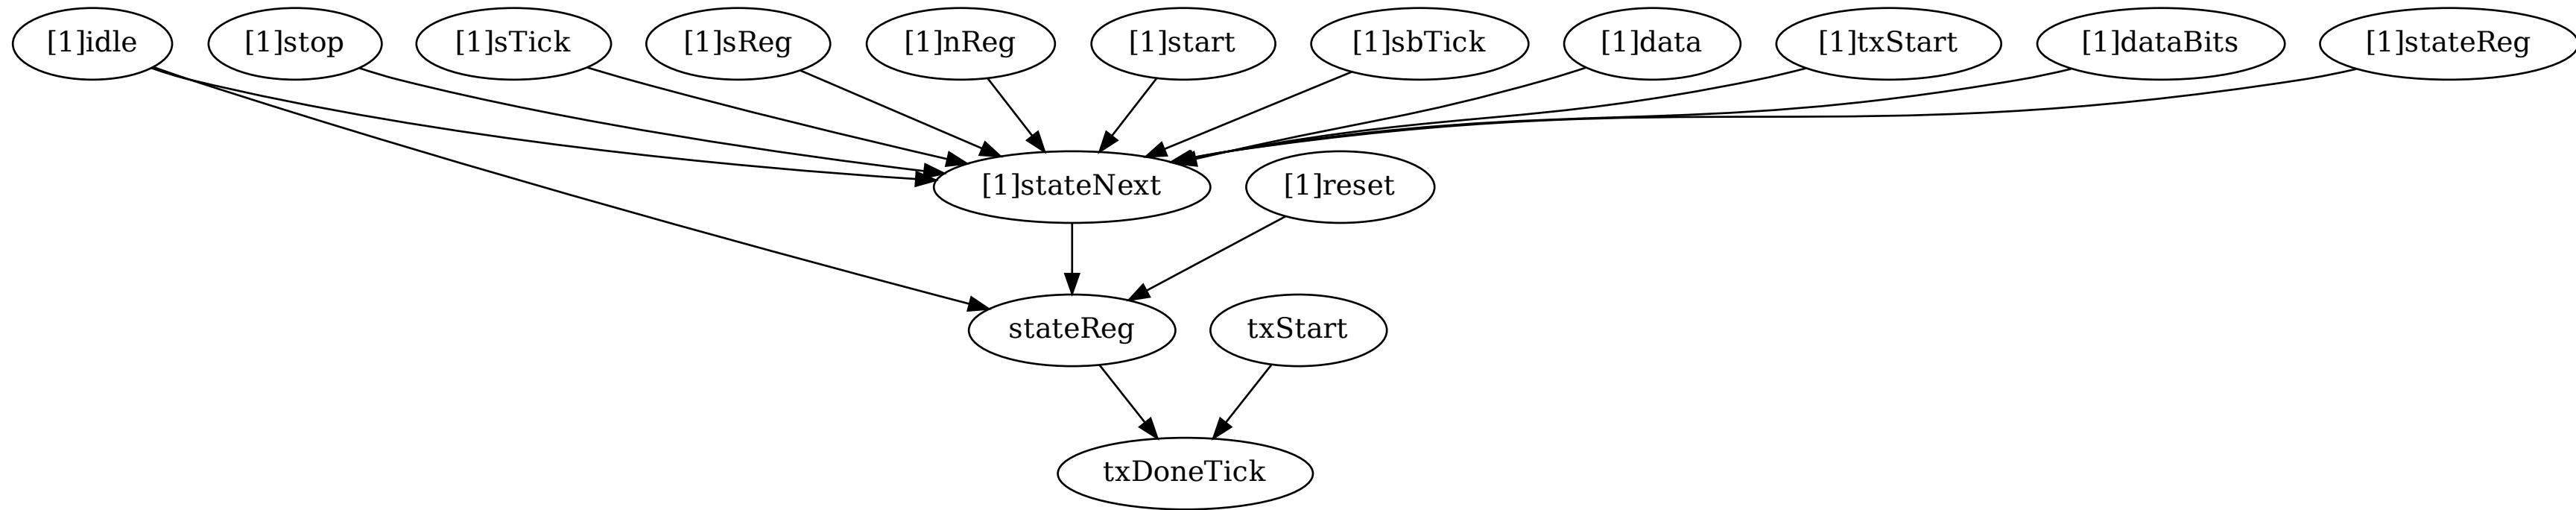 [1]idle
[1]stop
[1]sTick
[1]sReg
[1]nReg
[1]start
[1]sbTick
[1]data
[1]txStart
[1]dataBits
[1]stateReg
[1]stateNext
[1]reset
stateReg
txStart
txDoneTick